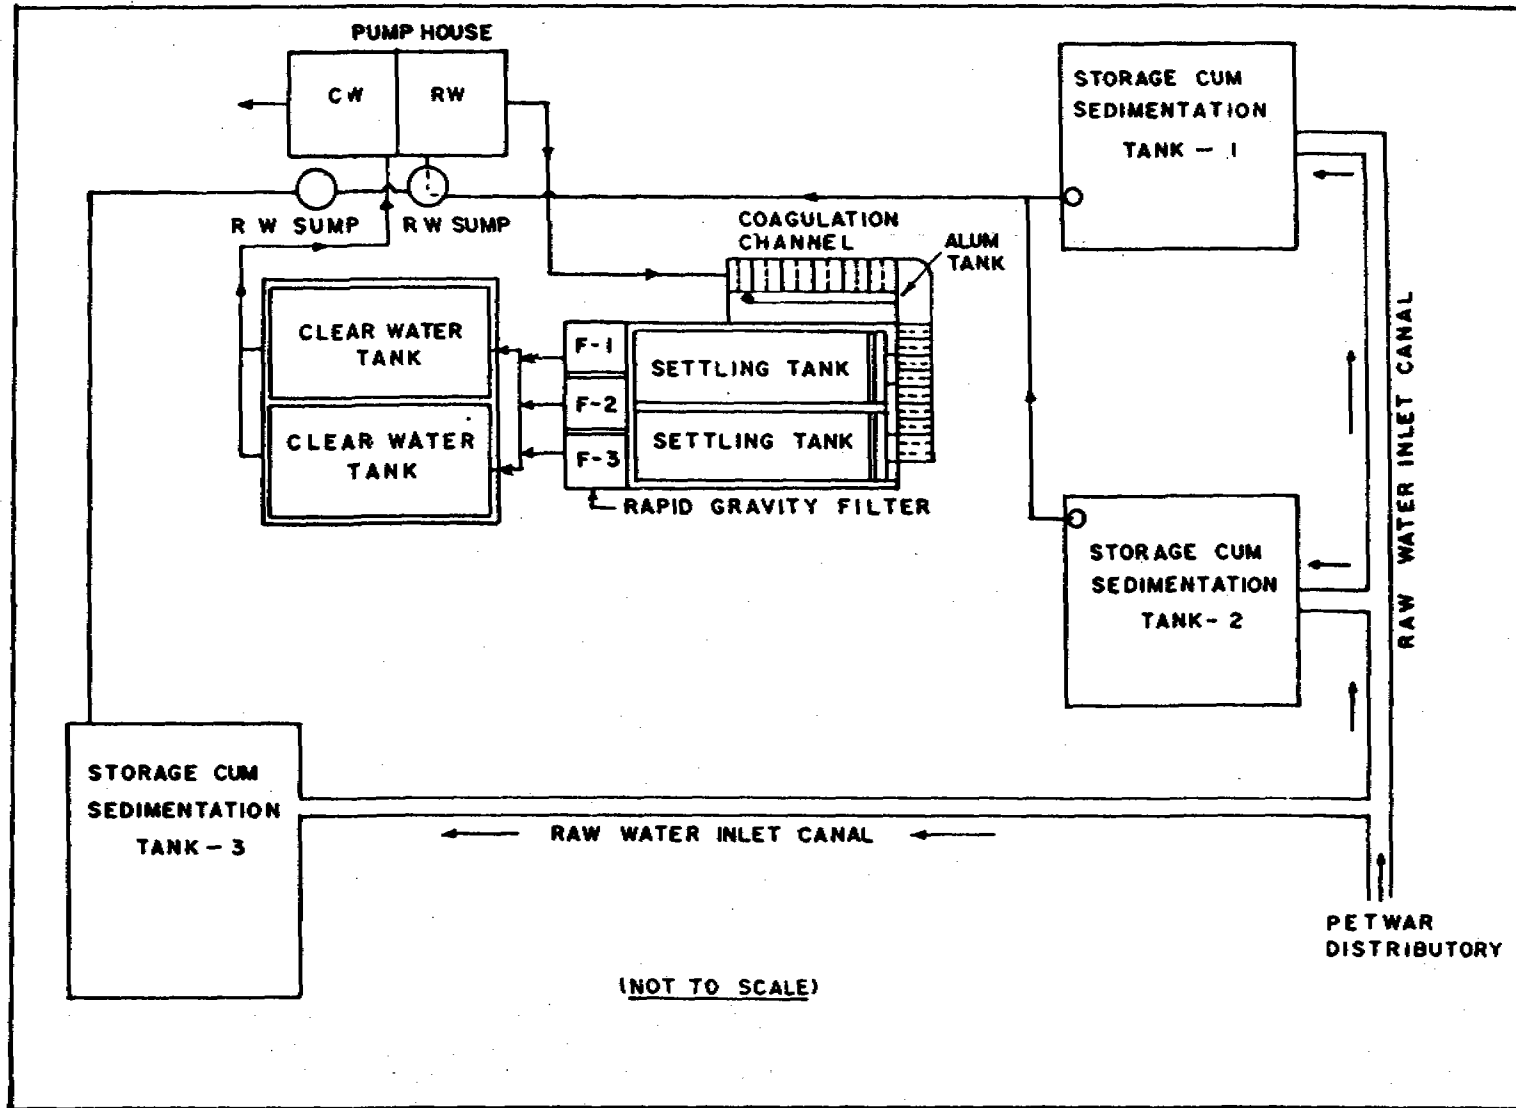 PUMP HOUSE
CW
RW
STORAGE CUM
SEDIMENTATION
TANK - 1
R W SUMP
R W SUMP
COAGULATION
CHANNEL
ALUM
TANK
CLEAR WATER
TANK
F-1
SETTLING TANK
F-2
CLEAR WATER
TANK
SETTLING TANK
F-3
RAPID GRAVITY FILTER
RAW WATER INLET CANAL
STORAGE CUM
SEDIMENTATION
TANK - 2
STORAGE CUM
SEDIMENTATION
TANK - 3
RAW WATER INLET CANAL
PETWAR
DISTRIBUTORY
(NOT TO SCALE)